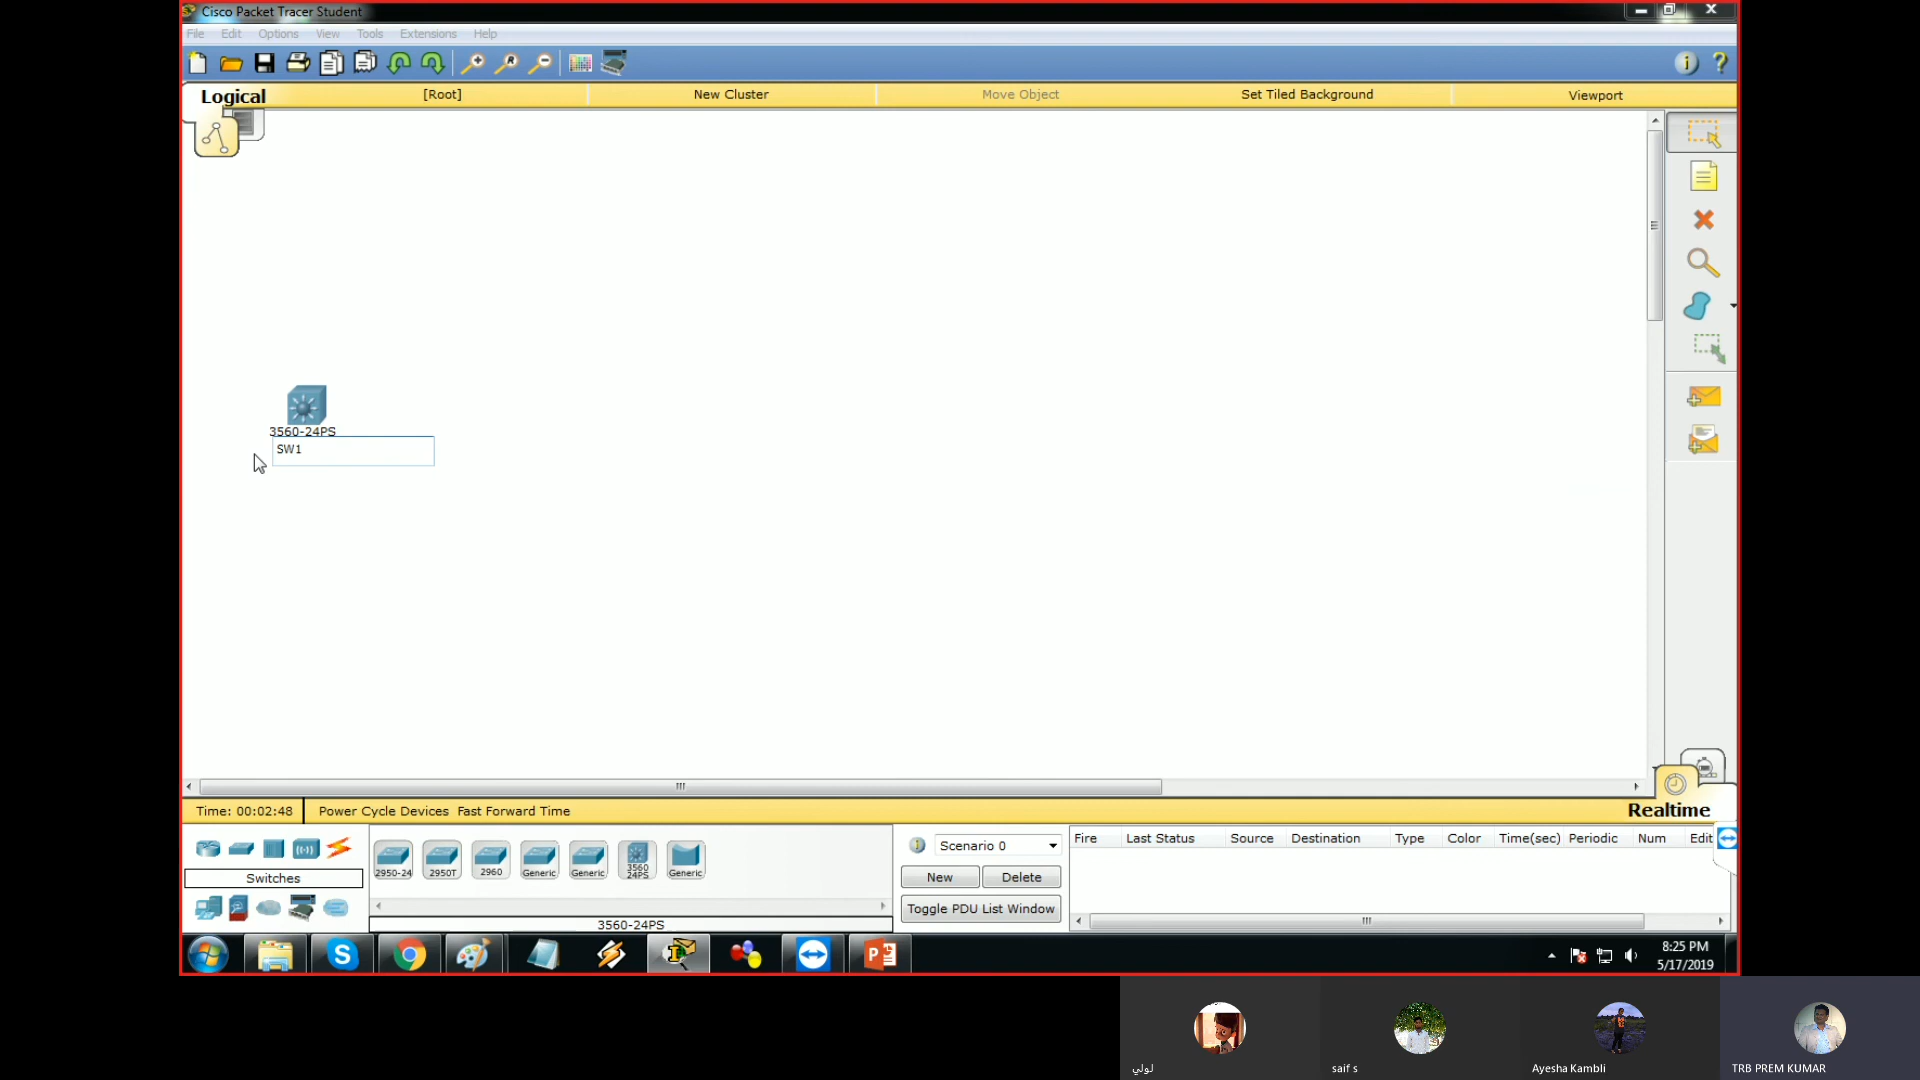 Cisco Packet Tracer Student
File Edit Options View Tools Extensions Help
Logical [Root] New Cluster Move Object Set Tiled Background Viewport
3560-24PS
SW1
Time: 00:02:48 Power Cycle Devices Fast Forward Time Realtime
Switches
2950-24 2950T 2960 Generic Generic 3560 24PS Generic
3560-24PS
Scenario 0
New Delete
Toggle PDU List Window
Fire Last Status Source Destination Type Color Time(sec) Periodic Num Edit
8:25 PM
5/17/2019
لولي saif s Ayesha Kambli TRB PREM KUMAR